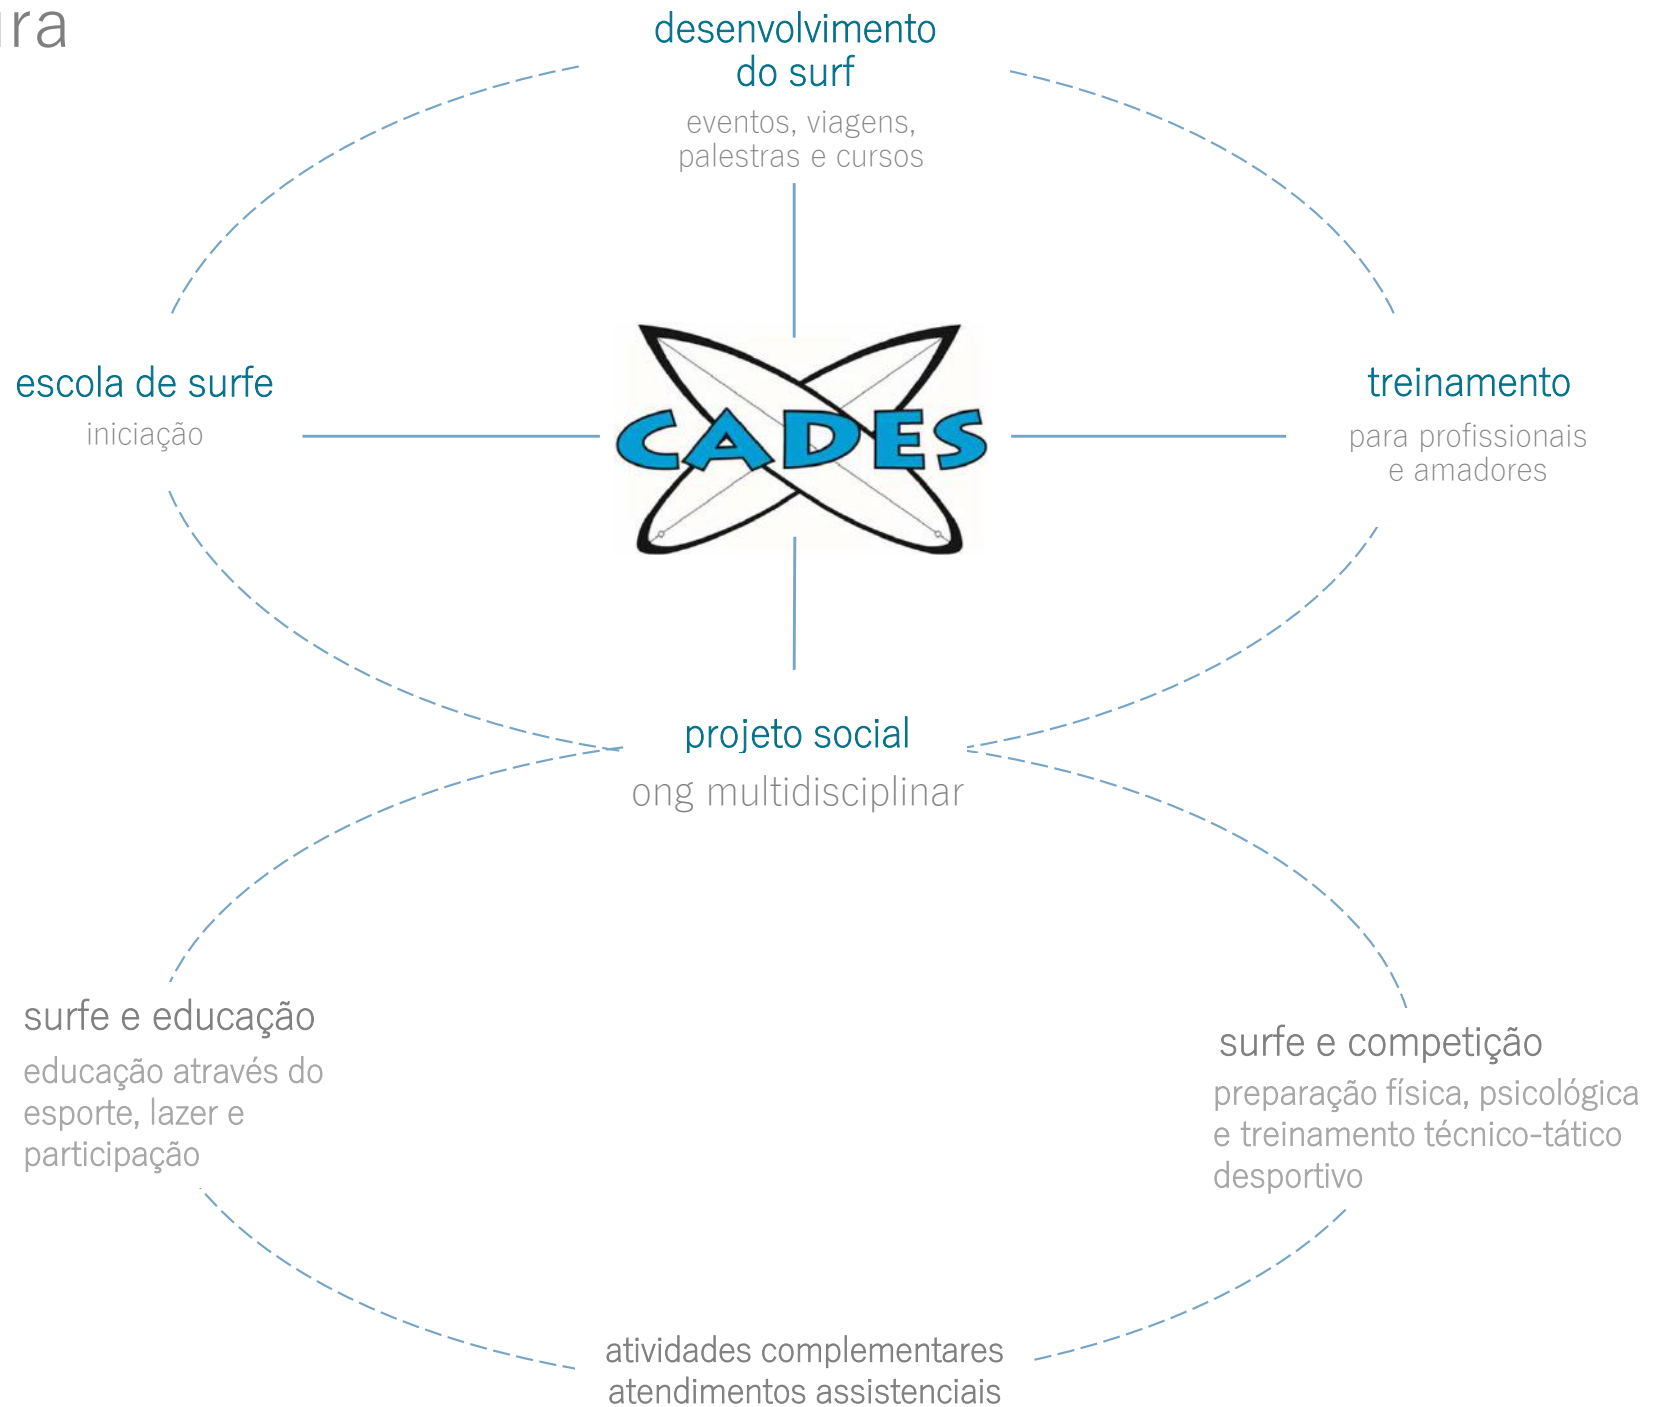 desenvolvimento
do surf
eventos, viagens,
palestras e cursos
escola de surfe
iniciação
CADES
treinamento
para profissionais
e amadores
projeto social
ong multidisciplinar
surfe e educação
educação através do
esporte, lazer e
participação
surfe e competição
preparação física, psicológica
e treinamento técnico-tático
desportivo
atividades complementares
atendimentos assistenciais